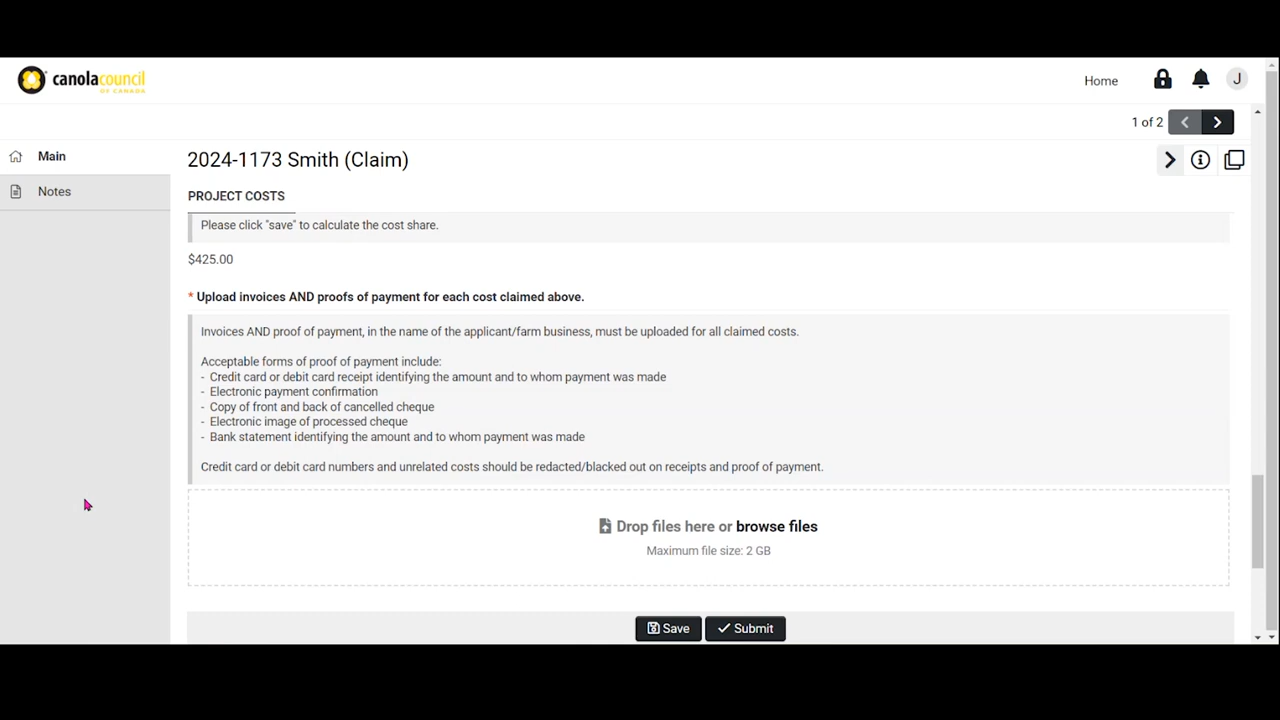 canolacouncil
OF CANADA
Home
J
1 of 2
Main
Notes
2024-1173 Smith (Claim)
PROJECT COSTS
Please click "save" to calculate the cost share.
$425.00
* Upload invoices AND proofs of payment for each cost claimed above.
Invoices AND proof of payment, in the name of the applicant/farm business, must be uploaded for all claimed costs.
Acceptable forms of proof of payment include:
- Credit card or debit card receipt identifying the amount and to whom payment was made
- Electronic payment confirmation
- Copy of front and back of cancelled cheque
- Electronic image of processed cheque
- Bank statement identifying the amount and to whom payment was made
Credit card or debit card numbers and unrelated costs should be redacted/blacked out on receipts and proof of payment.
Drop files here or browse files
Maximum file size: 2 GB
Save
Submit